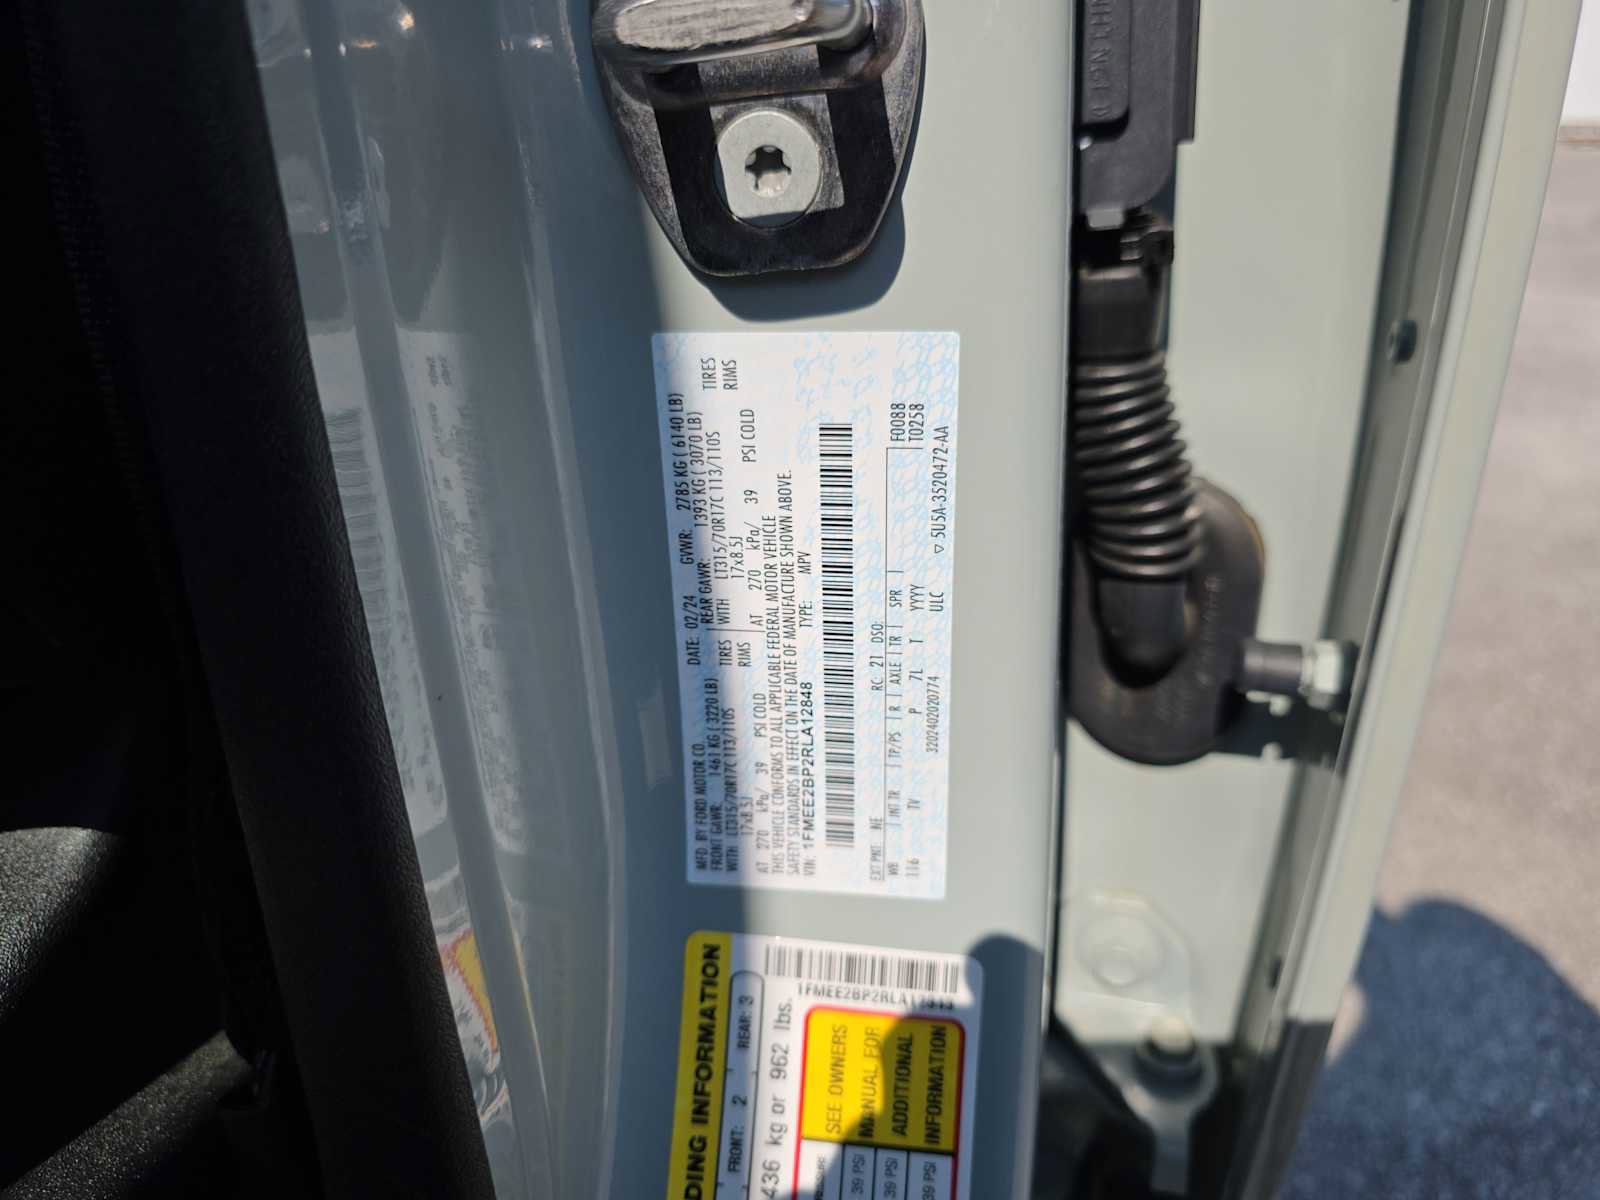 MFD. BY FORD MOTOR CO. DATE: 02/24 GVWR: 2785 KG ( 6140 LB)
FRONT GAWR: 1461 KG ( 3220 LB) REAR GAWR: 1393 KG ( 3070 LB)
WITH LT315/70R17C 113/110S TIRES WITH LT315/70R17C 113/110S TIRES
17x8.5J RIMS 17x8.5J RIMS
AT 270 kPa/ 39 PSI COLD AT 270 kPa/ 39 PSI COLD
THIS VEHICLE CONFORMS TO ALL APPLICABLE FEDERAL MOTOR VEHICLE
SAFETY STANDARDS IN EFFECT ON THE DATE OF MANUFACTURE SHOWN ABOVE.
VIN: 1FMEE2BP2RLA12848 TYPE: MPV
EXT PNT: NE RC: 21 DSO: F0088
WB INT TR TP/PS R AXLE TR SPR T0258
116 TV P 7L T YYYY
3202402020774 ULC ▽ 5U5A-3520472-AA
DING INFORMATION
FRONT: 2 REAR: 3
436 kg or 962 lbs.
SEE OWNERS
MANUAL FOR
ADDITIONAL
INFORMATION
39 PSI
39 PSI
39 PSI